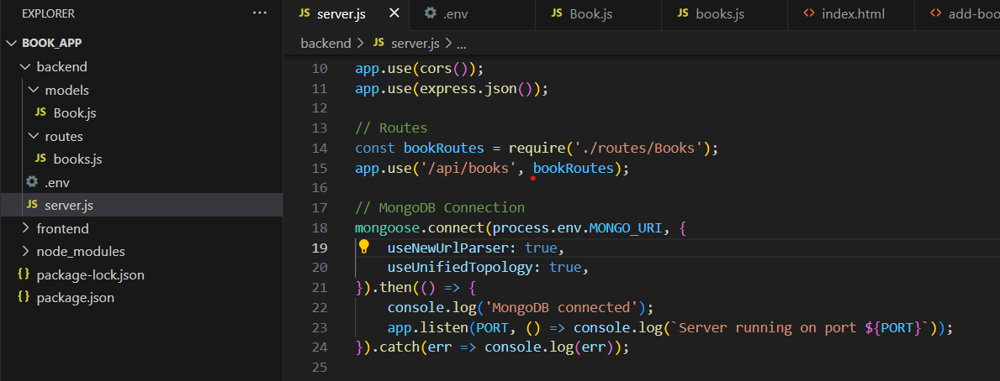 EXPLORER ...
BOOK_APP
backend
models
JS Book.js
routes
JS books.js
.env
JS server.js
frontend
node_modules
{} package-lock.json
{} package.json
JS server.js × .env JS Book.js JS books.js <> index.html <> add-boo
backend > JS server.js > ...
10 app.use(cors());
11 app.use(express.json());
12
13 // Routes
14 const bookRoutes = require('./routes/Books');
15 app.use('/api/books', bookRoutes);
16
17 // MongoDB Connection
18 mongoose.connect(process.env.MONGO_URI, {
19 useNewUrlParser: true,
20 useUnifiedTopology: true,
21 }).then(() => {
22 console.log('MongoDB connected');
23 app.listen(PORT, () => console.log(`Server running on port ${PORT}`));
24 }).catch(err => console.log(err));
25